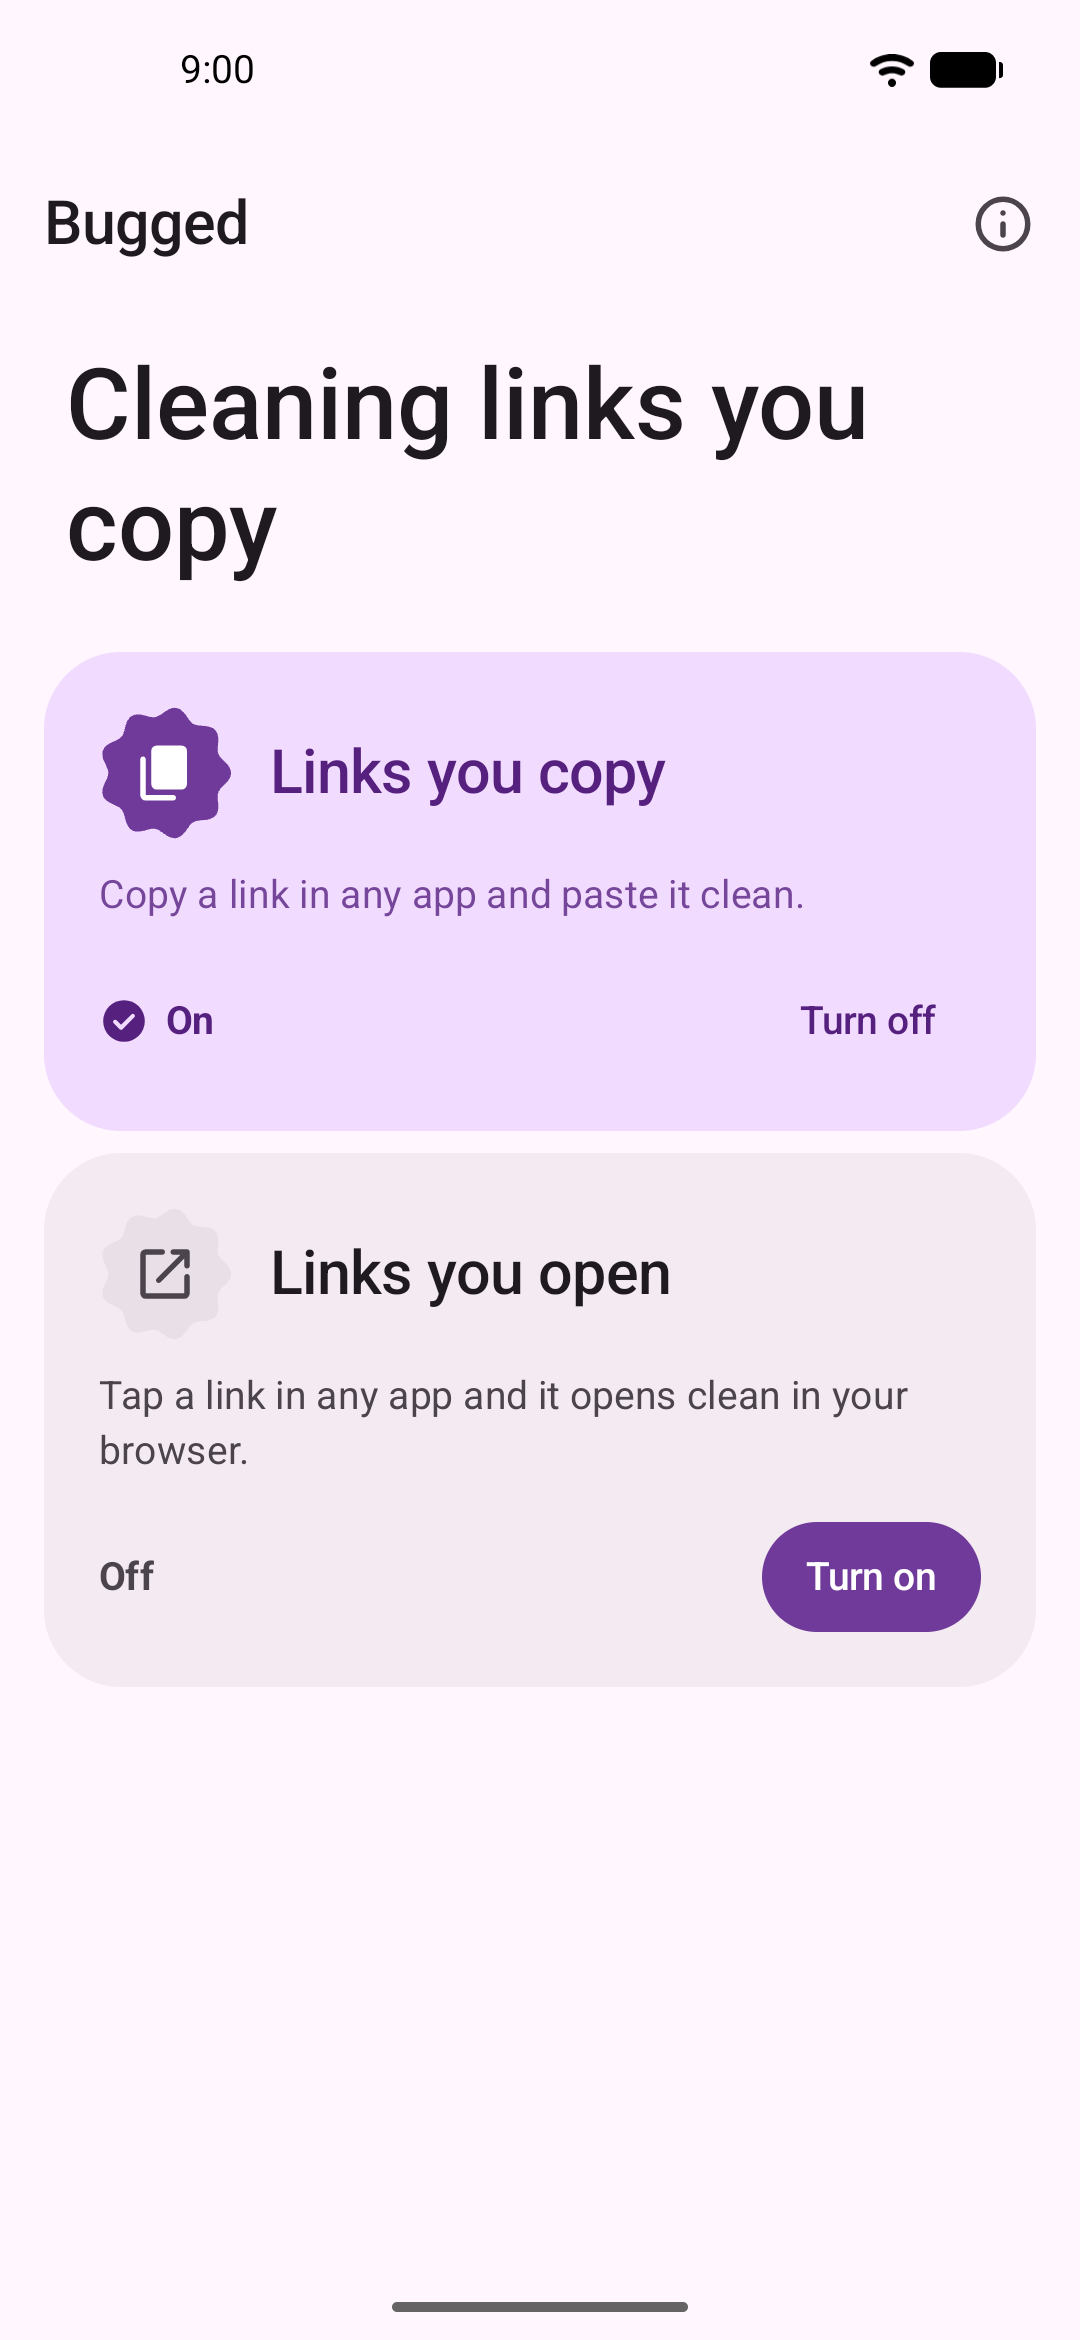 9:00
Bugged
Cleaning links you
copy
Links you copy
Copy a link in any app and paste it clean.
On
Turn off
Links you open
Tap a link in any app and it opens clean in your
browser.
Off
Turn on